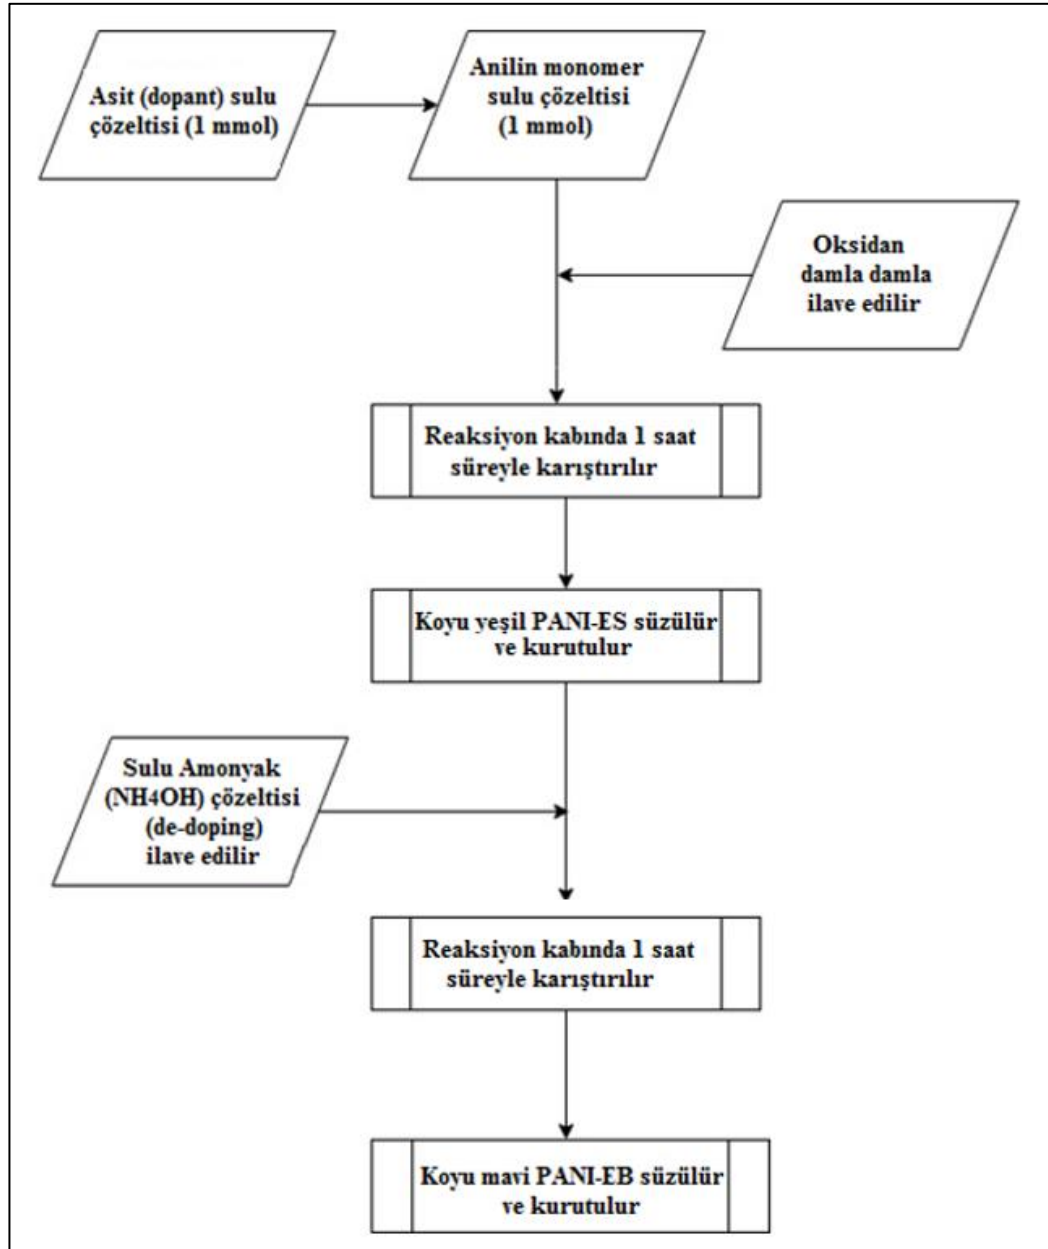 Asit (dopant) sulu
çözeltisi (1 mmol)
Anilin monomer
sulu çözeltisi
(1 mmol)
Oksidan
damla damla
ilave edilir
Reaksiyon kabında 1 saat
süreyle karıştırılır
Koyu yeşil PANI-ES süzülür
ve kurutulur
Sulu Amonyak
(NH4OH) çözeltisi
(de-doping)
ilave edilir
Reaksiyon kabında 1 saat
süreyle karıştırılır
Koyu mavi PANI-EB süzülür
ve kurutulur